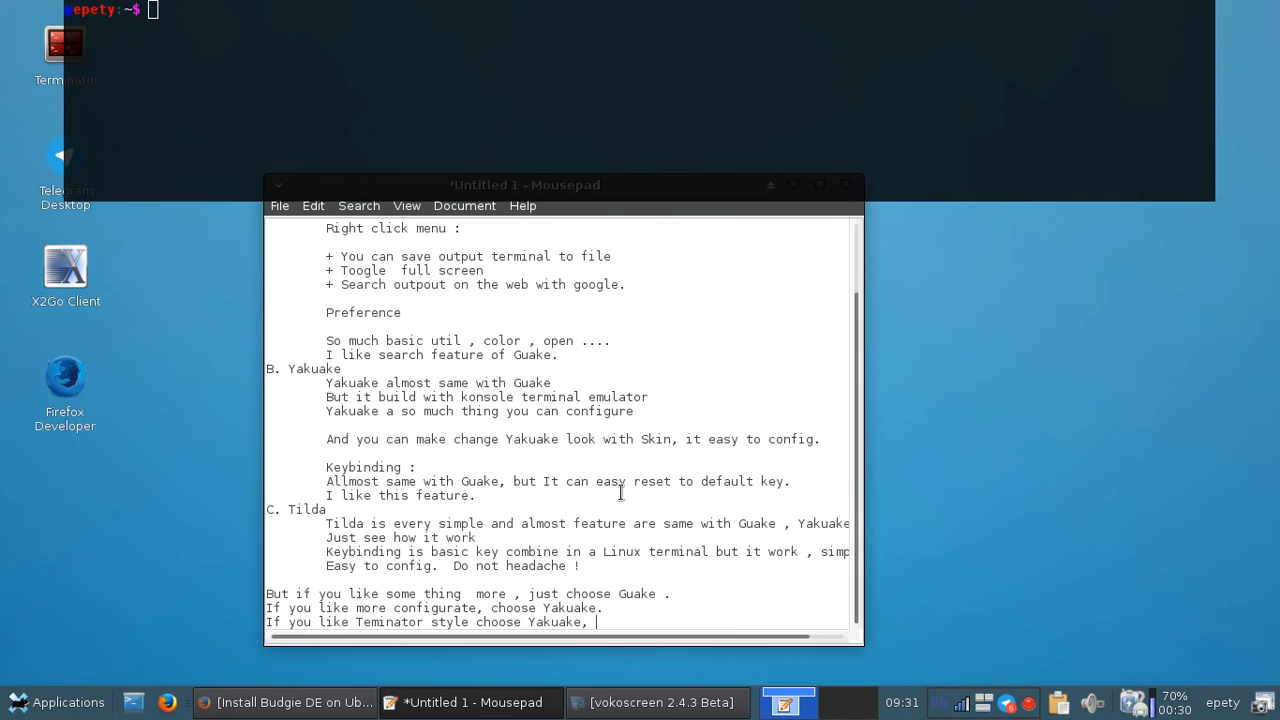 epety:~$
Terminator
Telegram
Desktop
X2Go Client
Firefox
Developer
*Untitled 1 - Mousepad
File Edit Search View Document Help
Right click menu :
+ You can save output terminal to file
+ Toogle  full screen
+ Search outpout on the web with google.
Preference
So much basic util , color , open ....
I like search feature of Guake.
B. Yakuake
Yakuake almost same with Guake
But it build with konsole terminal emulator
Yakuake a so much thing you can configure
And you can make change Yakuake look with Skin, it easy to config.
Keybinding :
Allmost same with Guake, but It can easy reset to default key.
I like this feature.
C. Tilda
Tilda is every simple and almost feature are same with Guake , Yakuake
Just see how it work
Keybinding is basic key combine in a Linux terminal but it work , simp
Easy to config.  Do not headache !
But if you like some thing  more , just choose Guake .
If you like more configurate, choose Yakuake.
If you like Teminator style choose Yakuake,
Application
[Install Budgie DE on Ub...
*Untitled 1 - Mousepad
[vokoscreen 2.4.3 Beta]
09:31
EN
70%
00:30
epety